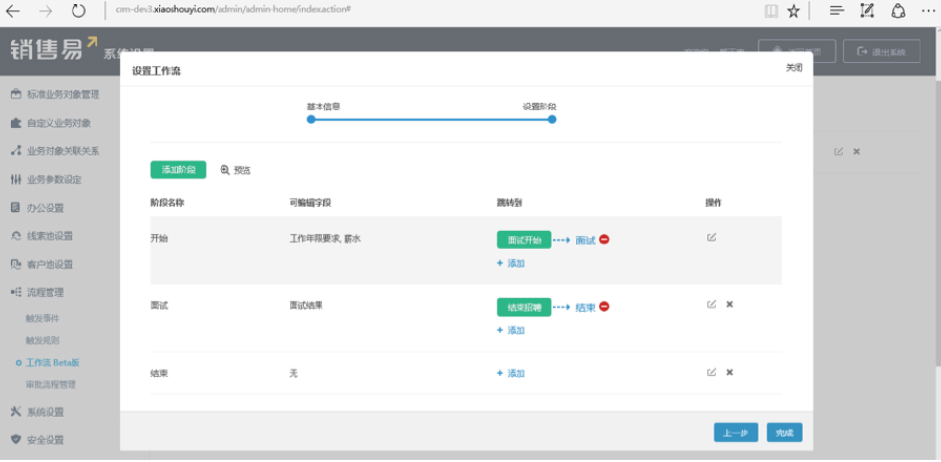 crm-dev3.xiaoshouyi.com/admin/admin-home/index.action#
销售易
退出系统
设置工作流
关闭
标准业务对象管理
自定义业务对象
业务对象关联关系
业务参数设定
办公设置
线索池设置
客户池设置
流程管理
触发事件
触发规则
工作流 Beta版
审批流程管理
系统设置
安全设置
基本信息 设置阶段
添加阶段 预览
阶段名称 可编辑字段 跳转到 操作
开始 工作年限要求, 薪水 面试开始 面试
+ 添加
面试 面试结果 结束招聘 结束
+ 添加
结束 无 + 添加
上一步 完成